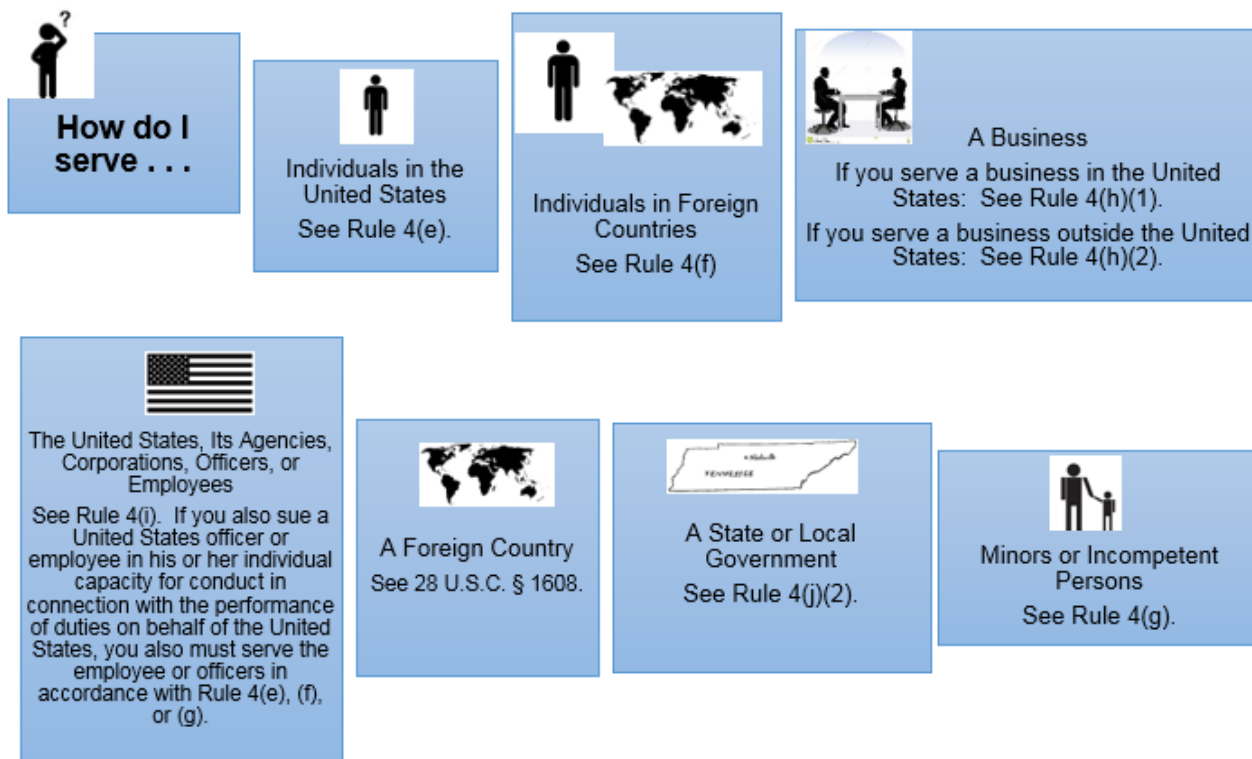 ?
How do I
serve . . .
Individuals in the
United States
See Rule 4(e).
Individuals in Foreign
Countries
See Rule 4(f)
A Business
If you serve a business in the United
States:  See Rule 4(h)(1).
If you serve a business outside the United
States:  See Rule 4(h)(2).
The United States, Its Agencies,
Corporations, Officers, or
Employees
See Rule 4(i).  If you also sue a
United States officer or
employee in his or her individual
capacity for conduct in
connection with the performance
of duties on behalf of the United
States, you also must serve the
employee or officers in
accordance with Rule 4(e), (f),
or (g).
A Foreign Country
See 28 U.S.C. § 1608.
Nashville
TENNESSEE
A State or Local
Government
See Rule 4(j)(2).
Minors or Incompetent
Persons
See Rule 4(g).